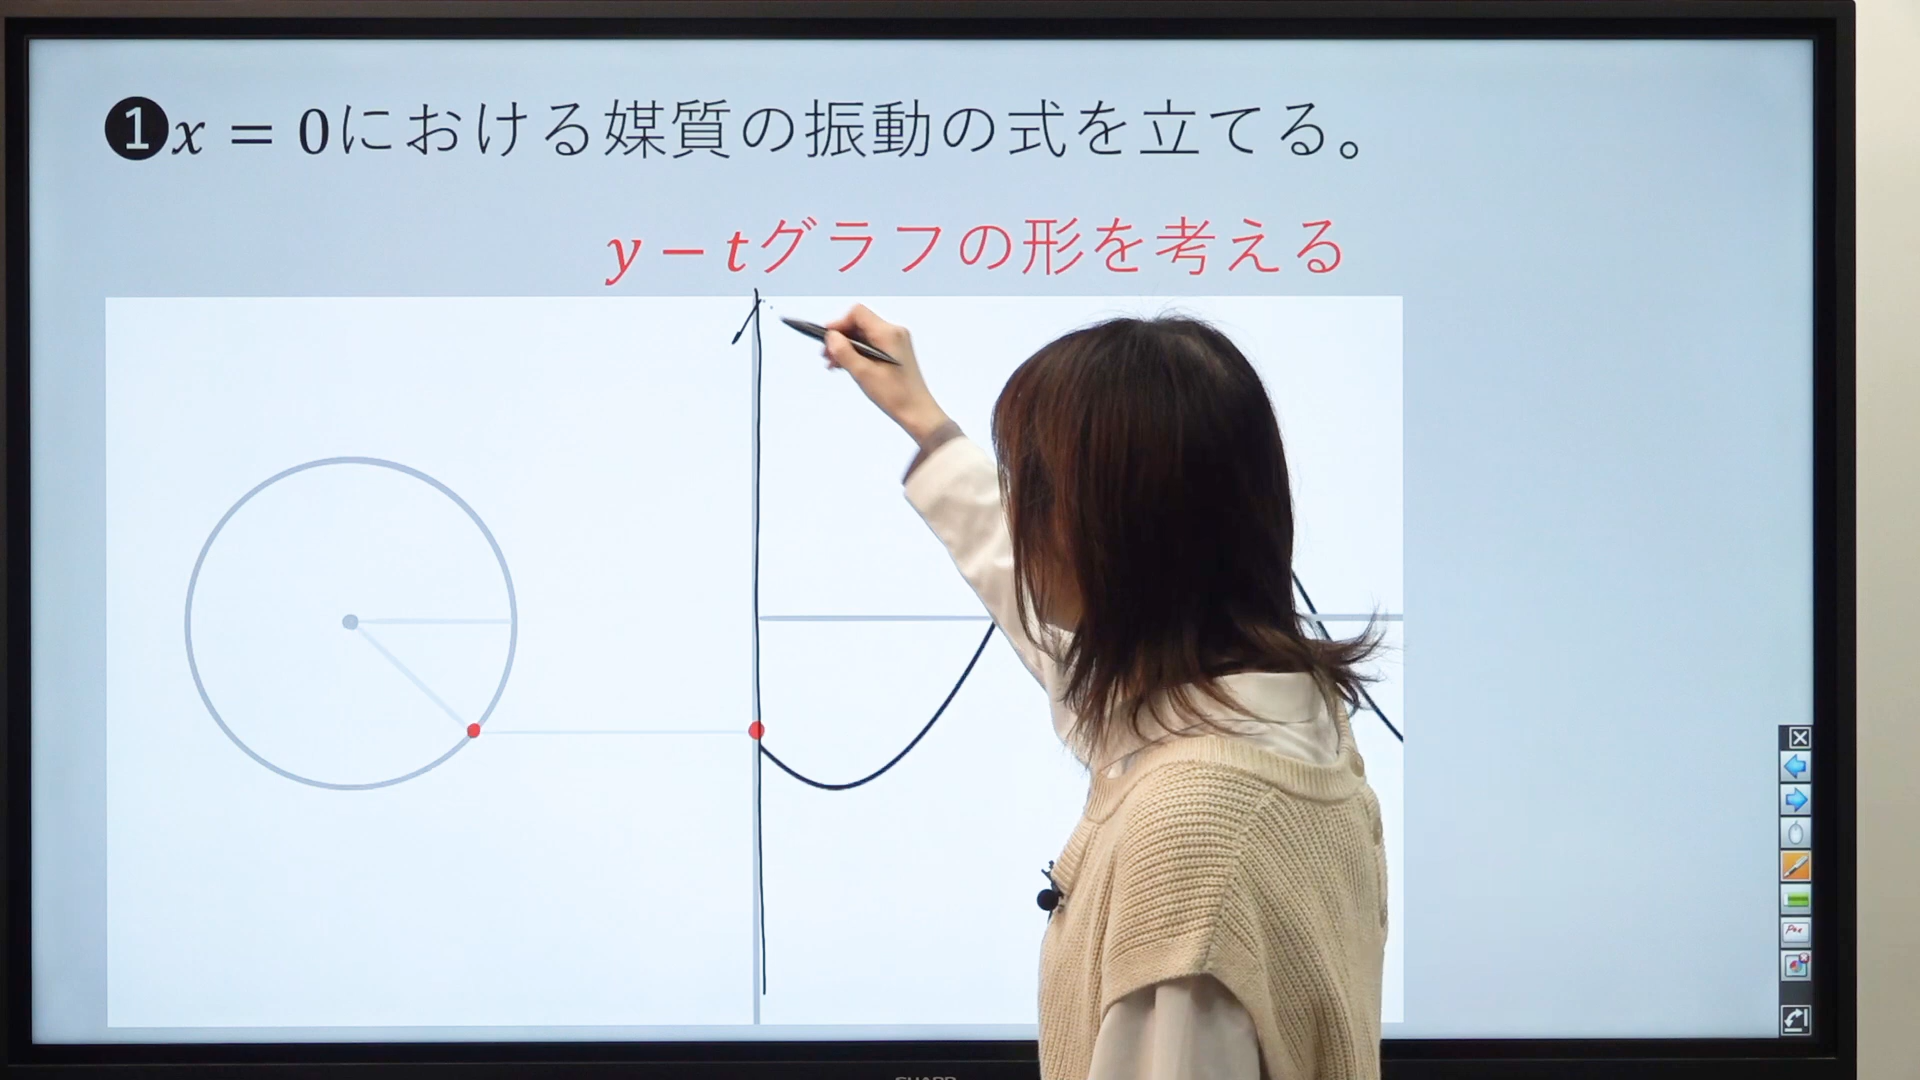 ❶x = 0における媒質の振動の式を立てる。
y − tグラフの形を考える